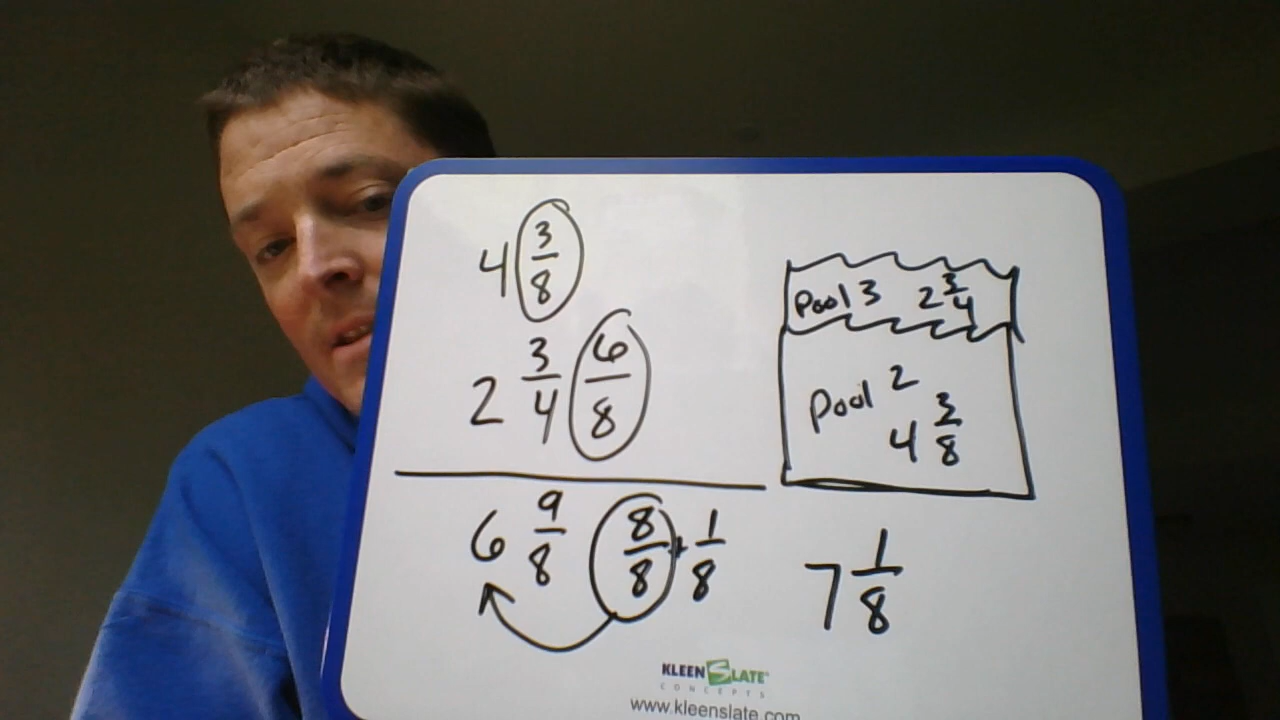 4 3/8
2 3/4 6/8
6 9/8 8/8 + 1/8
Pool 3 2 3/4
Pool 2
4 3/8
7 1/8
KLEENSLATE
CONCEPTS
www.kleenslate.com